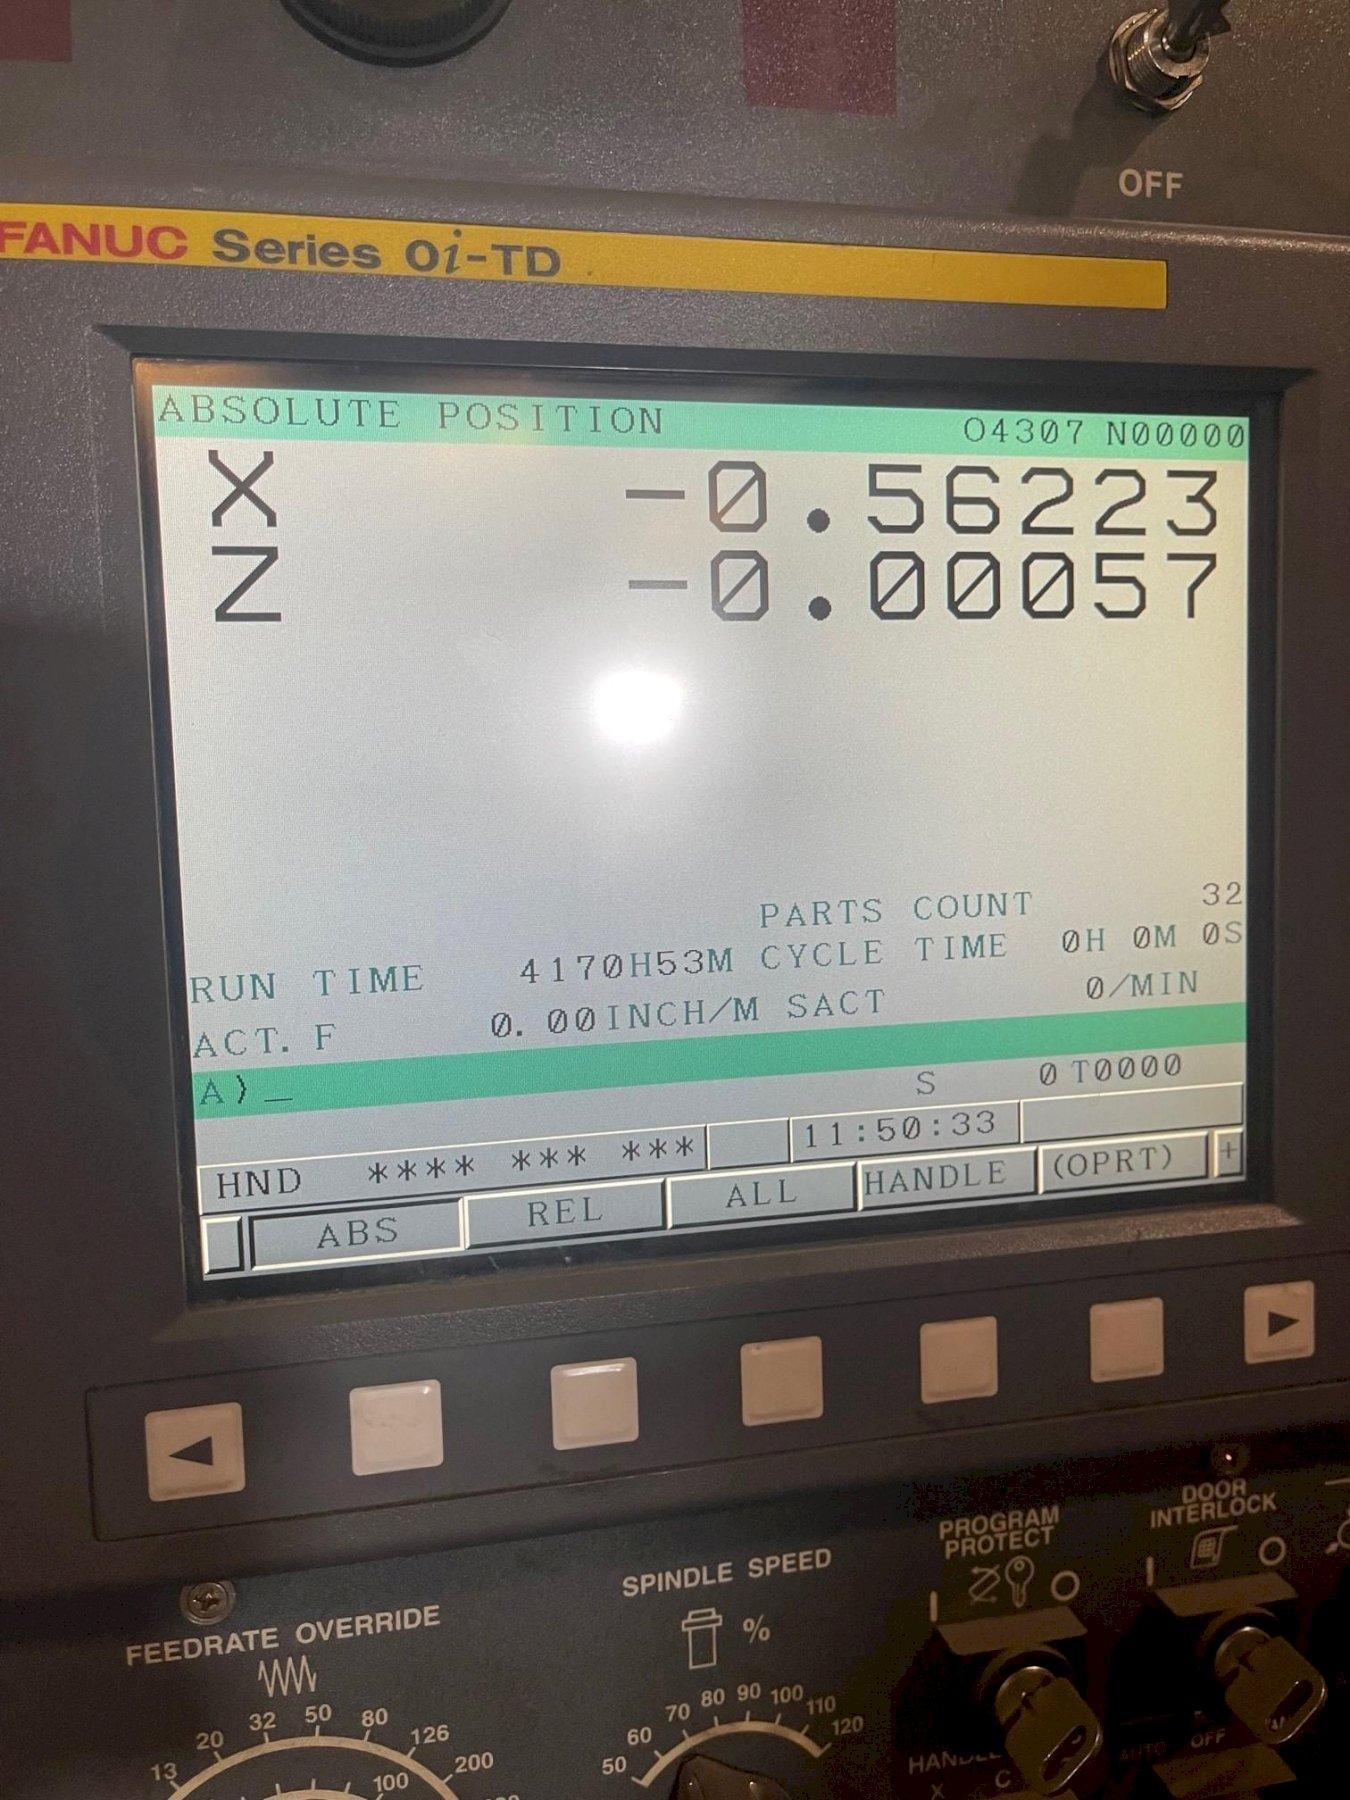 OFF
FANUC Series 0i-TD
ABSOLUTE POSITION O4307 N00000
X -0.56223
Z -0.00057
PARTS COUNT 32
RUN TIME 4170H53M CYCLE TIME 0H 0M 0S
ACT. F 0.00INCH/M SACT 0/MIN
A)_
S 0 T0000
HND **** *** *** 11:50:33
ABS REL ALL HANDLE (OPRT) +
PROGRAM PROTECT
DOOR INTERLOCK
FEEDRATE OVERRIDE
SPINDLE SPEED
%
13 20 32 50 80 126 200
100
50 60 70 80 90 100 110 120
HANDLE
X C
AUTO OFF